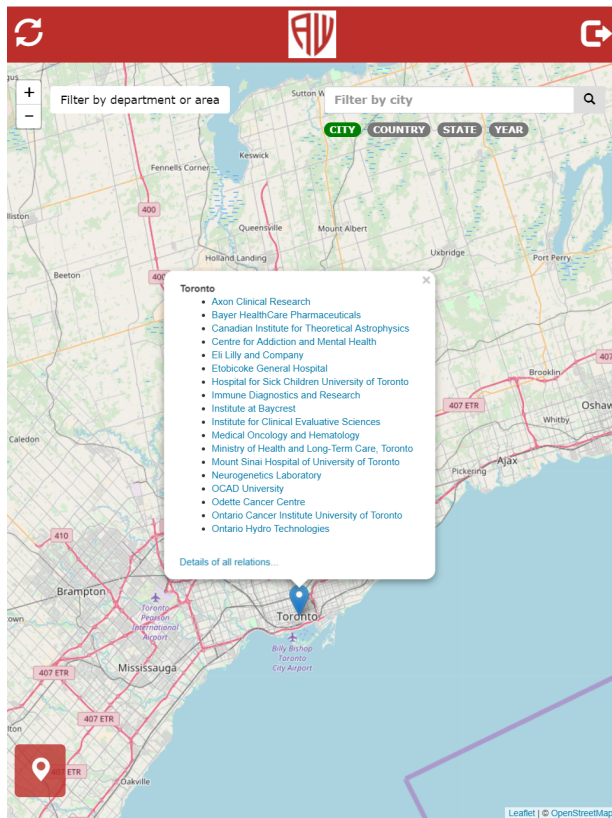 AW
+
Filter by department or area
−
Sutton W
Filter by city
CITY COUNTRY STATE YEAR
Keswick
Fennells Corner
400
lliston
Queensville
Mount Albert
Holland Landing
Uxbridge
Port Perry
Beeton
400
Toronto
×
• Axon Clinical Research
• Bayer HealthCare Pharmaceuticals
• Canadian Institute for Theoretical Astrophysics
• Centre for Addiction and Mental Health
• Eli Lilly and Company
• Etobicoke General Hospital
• Hospital for Sick Children University of Toronto
• Immune Diagnostics and Research
• Institute at Baycrest
• Institute for Clinical Evaluative Sciences
• Medical Oncology and Hematology
• Ministry of Health and Long-Term Care, Toronto
• Mount Sinai Hospital of University of Toronto
• Neurogenetics Laboratory
• OCAD University
• Odette Cancer Centre
• Ontario Cancer Institute University of Toronto
• Ontario Hydro Technologies
Details of all relations...
407
Brooklin
407 ETR
Oshaw
Whitby
Caledon
Ajax
Pickering
410
Brampton
Toronto
Pearson
International
Airport
Toronto
own
Billy Bishop
Toronto
City Airport
Mississauga
407 ETR
407 ETR
lton
ETR
Oakville
Leaflet | © OpenStreetMap